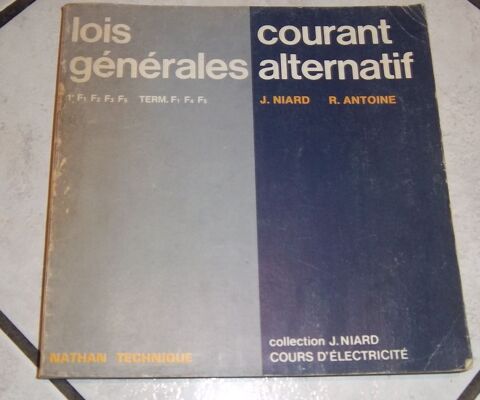 lois courant
générales alternatif
1e F1 F2 F3 F5 TERM. F1 F4 F5
J. NIARD R. ANTOINE
collection J. NIARD
NATHAN TECHNIQUE COURS D'ÉLECTRICITÉ